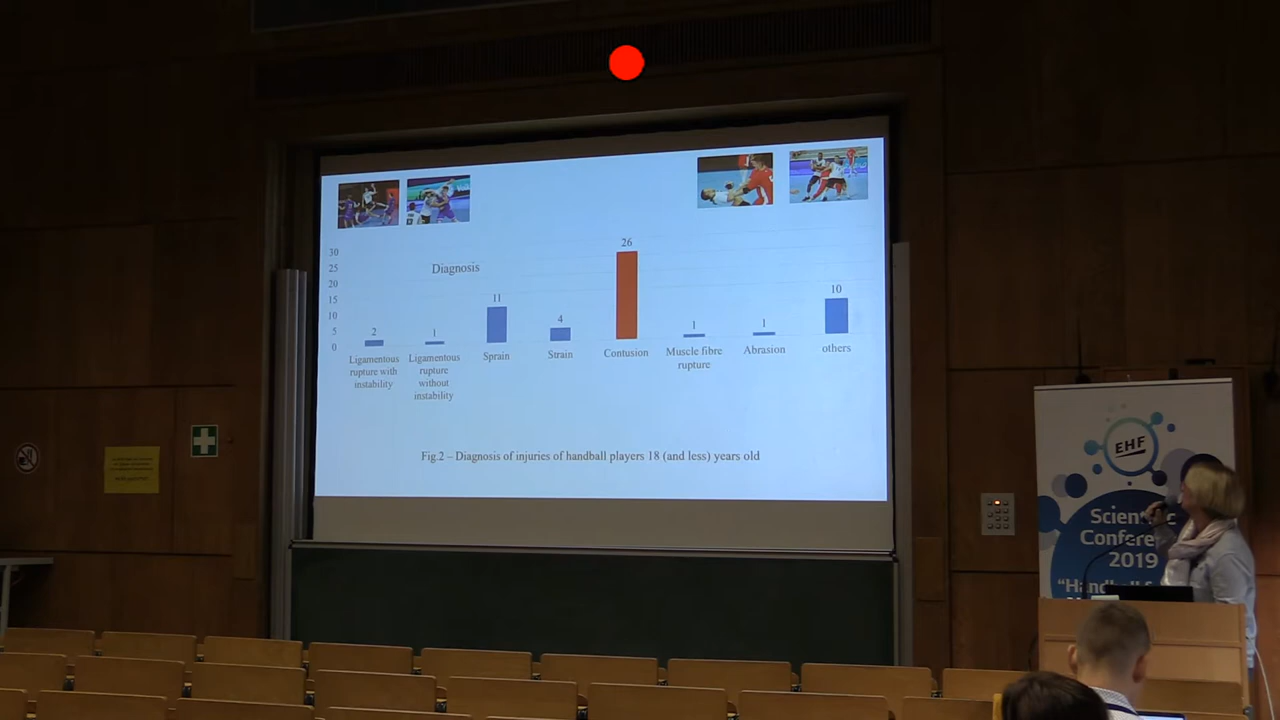 30
25
20
15
10
5
0
Diagnosis
2
1
11
4
26
1
1
10
Ligamentous
rupture with
instability
Ligamentous
rupture
without
instability
Sprain
Strain
Contusion
Muscle fibre
rupture
Abrasion
others
Fig.2 – Diagnosis of injuries of handball players 18 (and less) years old
EHF
Scientific
Confere
2019
"Handball